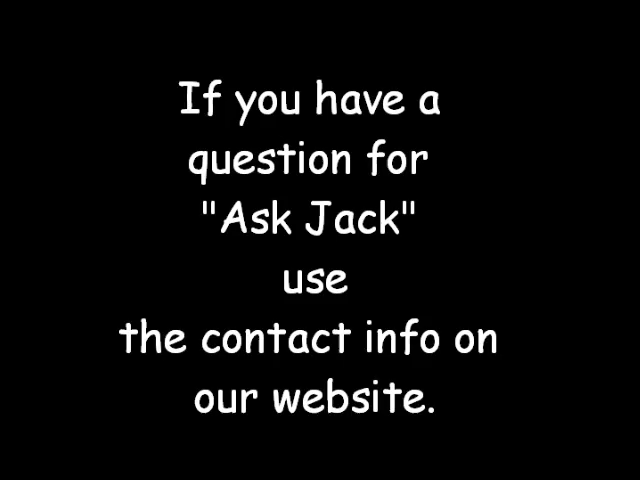 If you have a
question for
"Ask Jack"
use
the contact info on
our website.